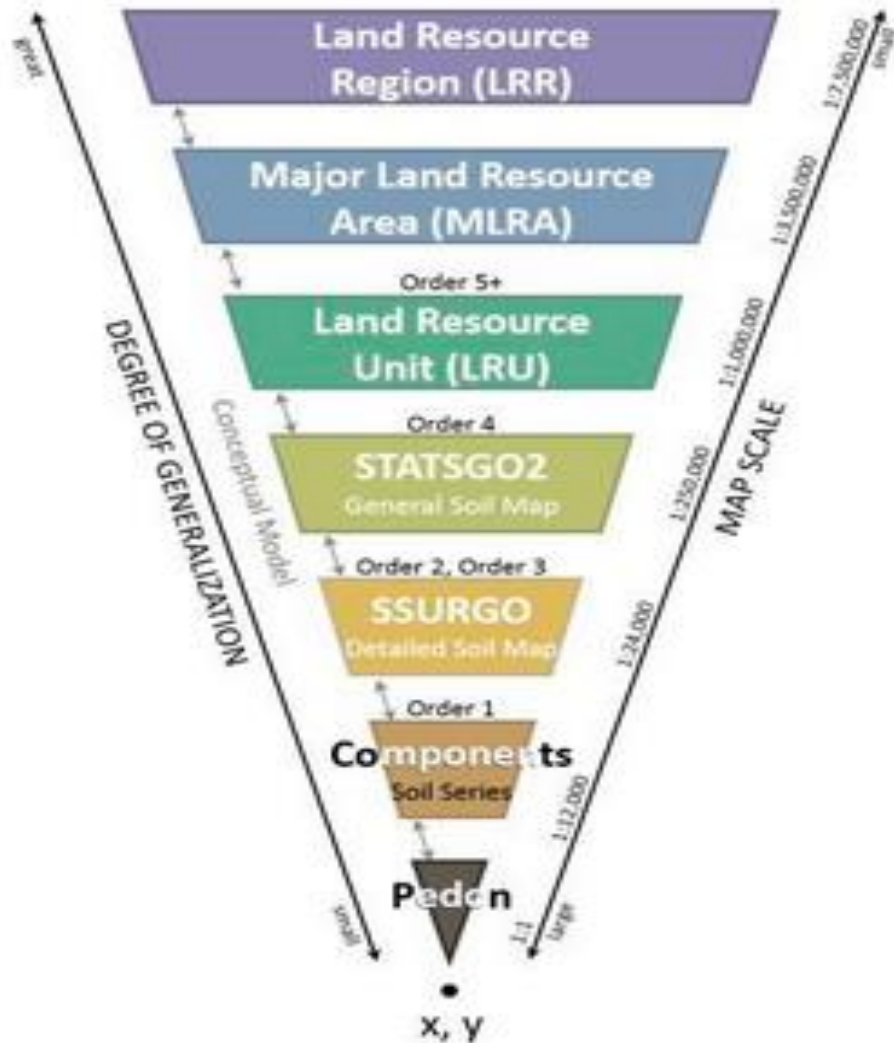 Land Resource
Region (LRR)
great
small
1:7,500,000
Major Land Resource
Area (MLRA)
1:3,500,000
Order 5+
Land Resource
Unit (LRU)
1:1,000,000
DEGREE OF GENERALIZATION
Conceptual Model
MAP SCALE
Order 4
STATSGO2
General Soil Map
1:250,000
Order 2, Order 3
SSURGO
Detailed Soil Map
1:24,000
Order 1
Components
Soil Series
1:12,000
Pedon
small
1:1
large
x, y